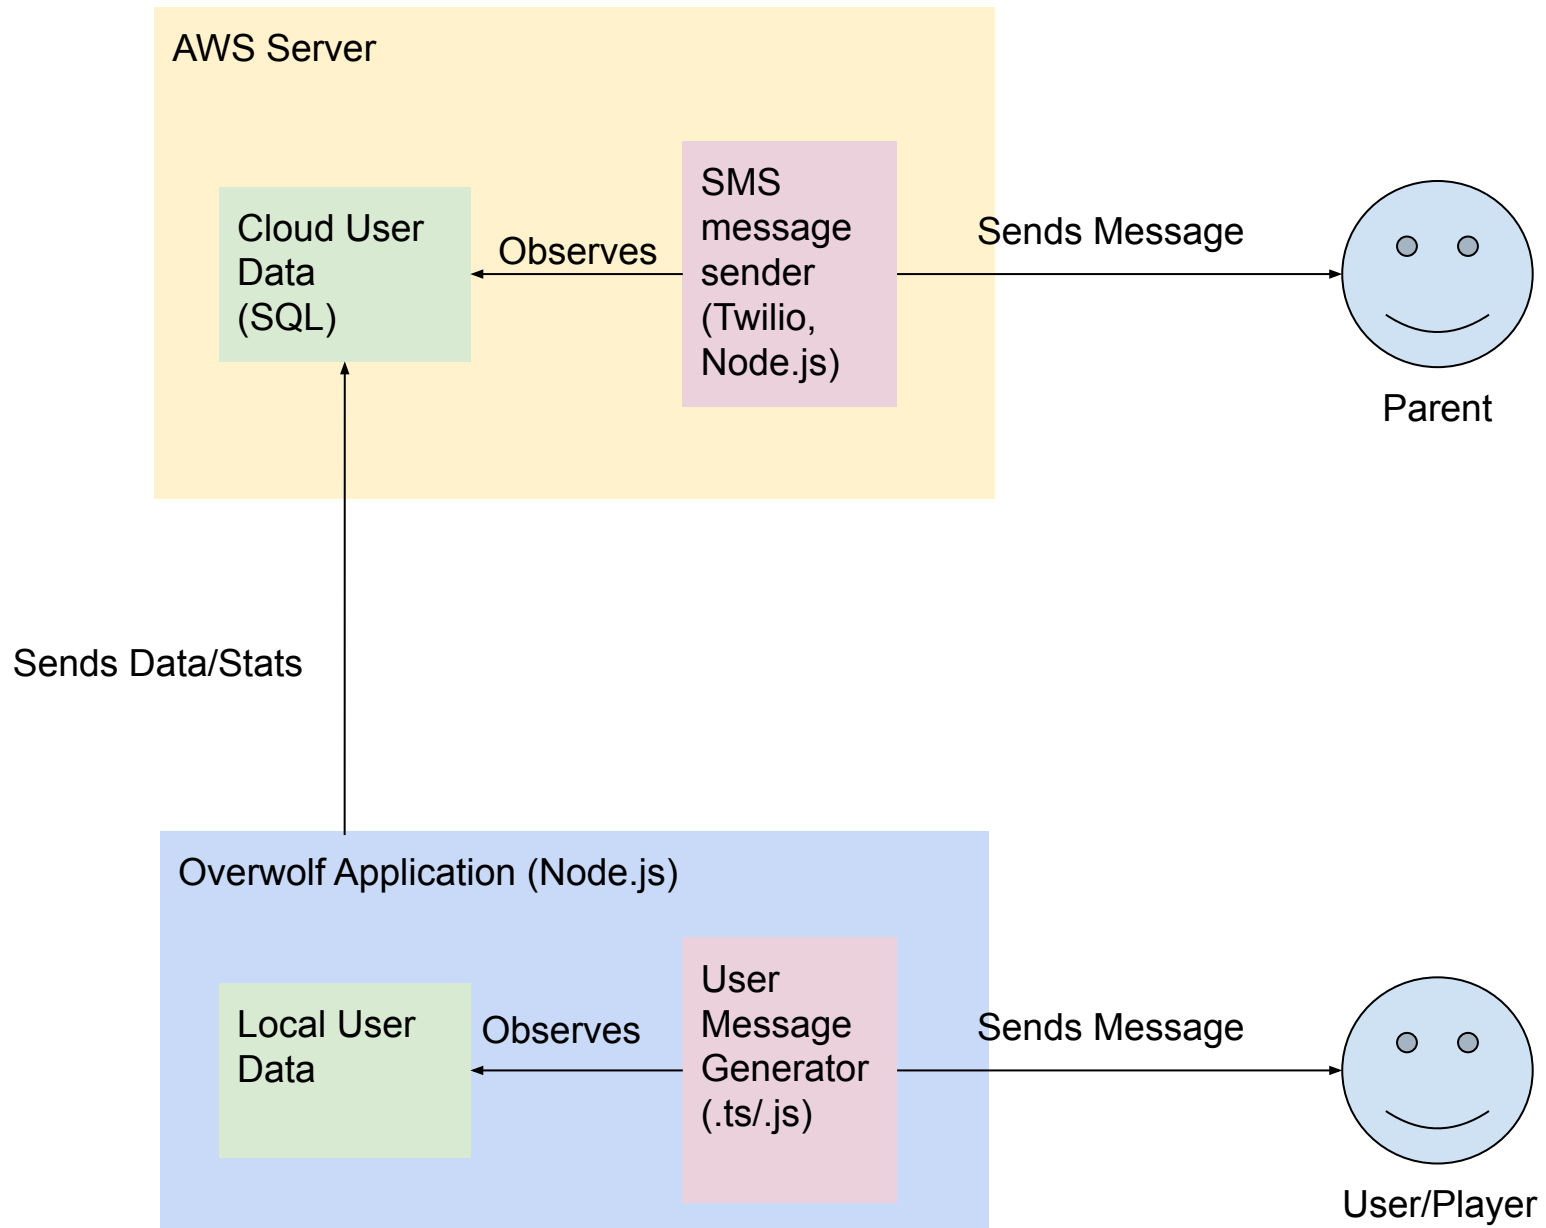 AWS Server
Cloud User
Data
(SQL)
Observes
SMS
message
sender
(Twilio,
Node.js)
Sends Message
Parent
Sends Data/Stats
Overwolf Application (Node.js)
Local User
Data
Observes
User
Message
Generator
(.ts/.js)
Sends Message
User/Player